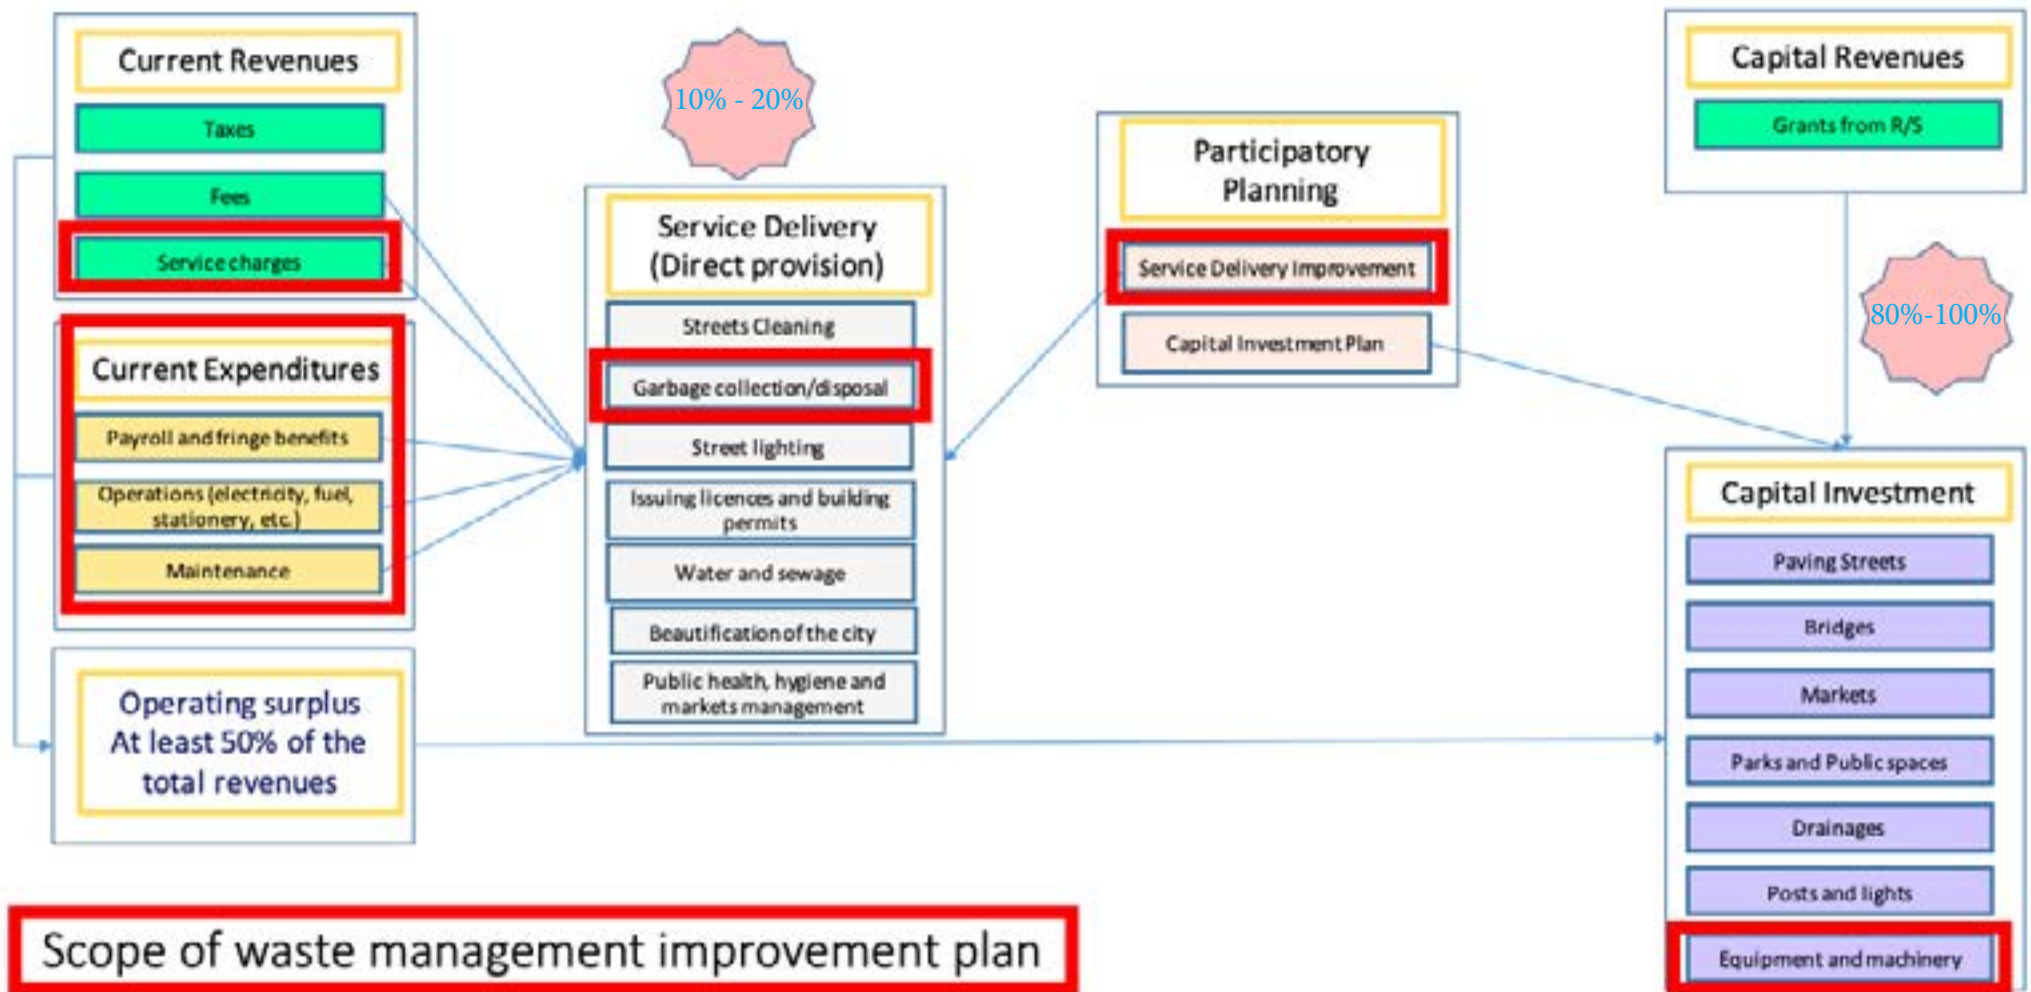 Current Revenues
Taxes
Fees
Service charges
Current Expenditures
Payroll and fringe benefits
Operations (electricity, fuel,
stationery, etc.)
Maintenance
Operating surplus
At least 50% of the
total revenues
10% - 20%
Service Delivery
(Direct provision)
Streets Cleaning
Garbage collection/disposal
Street lighting
Issuing licences and building
permits
Water and sewage
Beautification of the city
Public health, hygiene and
markets management
Participatory
Planning
Service Delivery Improvement
Capital Investment Plan
Capital Revenues
Grants from R/S
80%-100%
Capital Investment
Paving Streets
Bridges
Markets
Parks and Public spaces
Drainages
Posts and lights
Equipment and machinery
Scope of waste management improvement plan